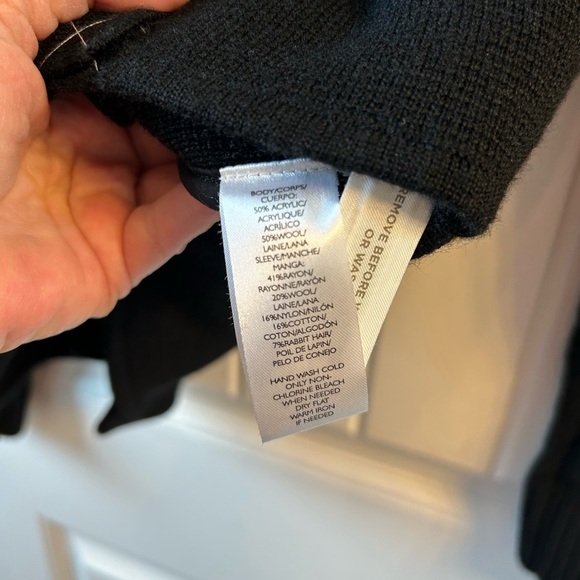 BODY/CORPS/
CUERPO:
50% ACRYLIC/
ACRYLIQUE/
ACRÍLICO
50%WOOL/
LAINE/LANA
SLEEVE/MANCHE/
MANGA:
41%RAYON/
RAYONNE/RAYÓN
20%WOOL/
LAINE/LANA
16%NYLON/NILÓN
16%COTTON/
COTON/ALGODÓN
7%RABBIT HAIR/
POIL DE LAPIN/
PELO DE CONEJO
HAND WASH COLD
ONLY NON-
CHLORINE BLEACH
WHEN NEEDED
DRY FLAT
WARM IRON
IF NEEDED
REMOVE BEFORE
OR WAS